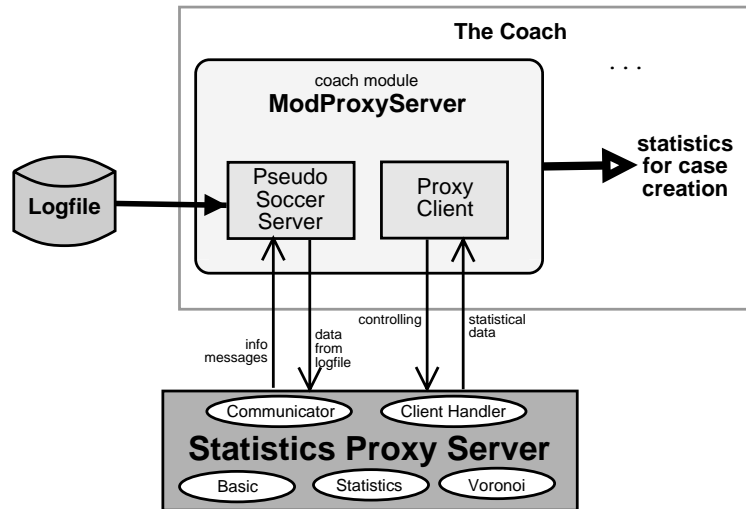 The Coach
. . .
coach module
ModProxyServer
statistics
for case
creation
Logfile
Pseudo
Soccer
Server
Proxy
Client
controlling
statistical
data
info
messages
data
from
logfile
Communicator
Client Handler
Statistics Proxy Server
Basic
Statistics
Voronoi